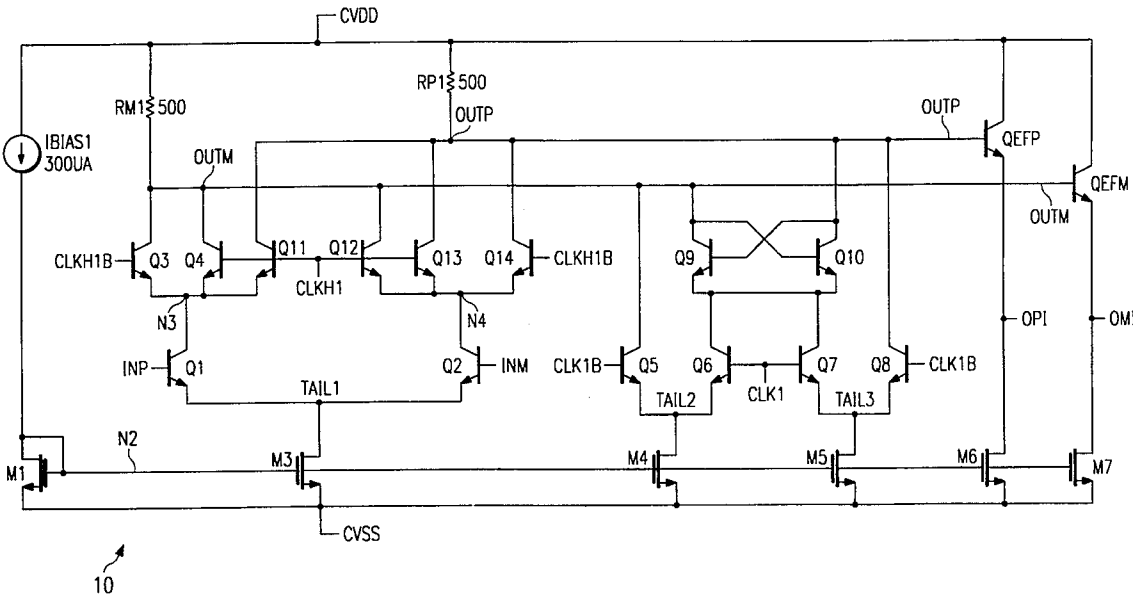 CVDD
RM1 500
RP1 500
OUTP
OUTP
IBIAS1
300UA
OUTM
QEFP
QEFM
OUTM
CLKH1B Q3 Q4 Q11 Q12 Q13 Q14 CLKH1B Q9 Q10
CLKH1
N3 N4
OPI
INP Q1 Q2 INM CLK1B Q5 Q6 Q7 Q8 CLK1B
CLK1
TAIL1 TAIL2 TAIL3
N2
M1 M3 M4 M5 M6 M7
CVSS
10